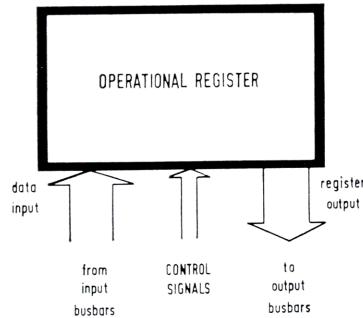 OPERATIONAL REGISTER
data
input
register
output
from
input
busbars
CONTROL
SIGNALS
to
output
busbars